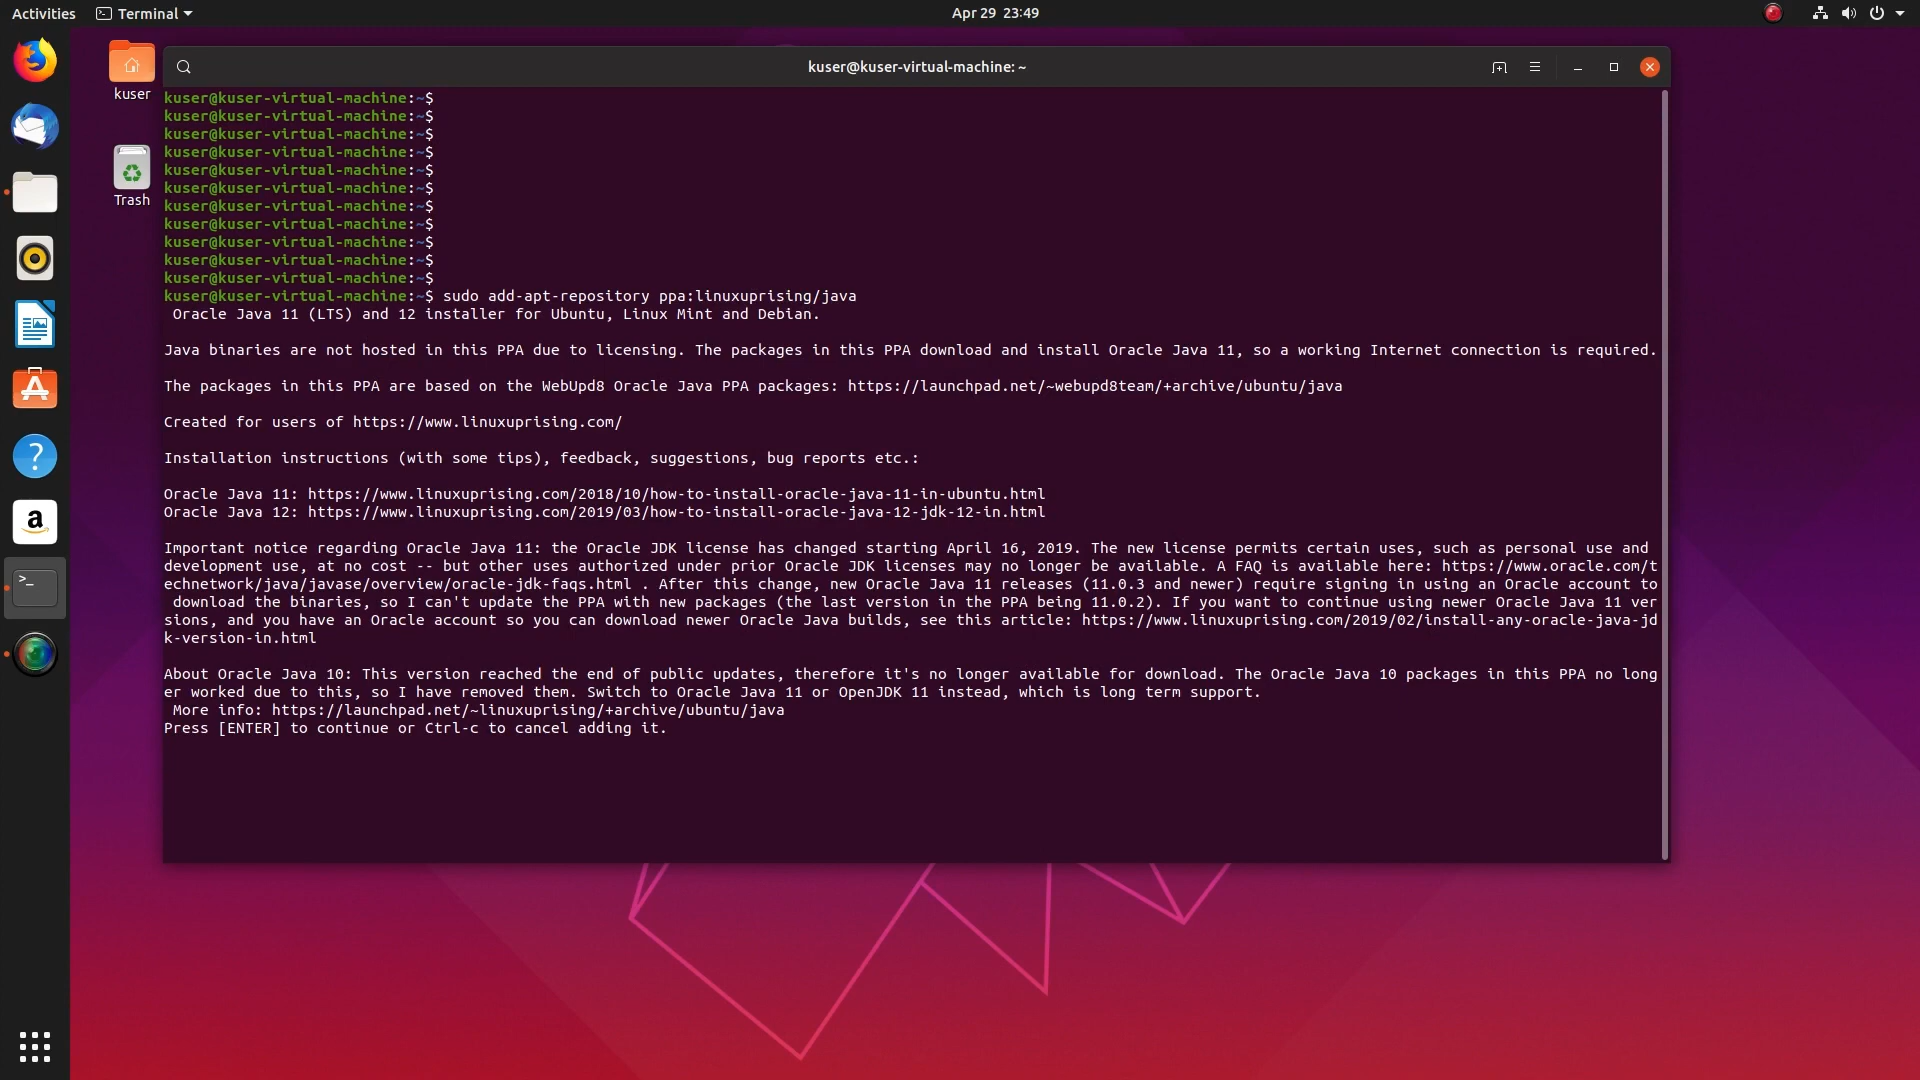 Activities
Terminal
Apr 29 23:49
kuser
Trash
kuser@kuser-virtual-machine: ~
kuser@kuser-virtual-machine:~$
kuser@kuser-virtual-machine:~$
kuser@kuser-virtual-machine:~$
kuser@kuser-virtual-machine:~$
kuser@kuser-virtual-machine:~$
kuser@kuser-virtual-machine:~$
kuser@kuser-virtual-machine:~$
kuser@kuser-virtual-machine:~$
kuser@kuser-virtual-machine:~$
kuser@kuser-virtual-machine:~$
kuser@kuser-virtual-machine:~$
kuser@kuser-virtual-machine:~$ sudo add-apt-repository ppa:linuxuprising/java
Oracle Java 11 (LTS) and 12 installer for Ubuntu, Linux Mint and Debian.
Java binaries are not hosted in this PPA due to licensing. The packages in this PPA download and install Oracle Java 11, so a working Internet connection is required.
The packages in this PPA are based on the WebUpd8 Oracle Java PPA packages: https://launchpad.net/~webupd8team/+archive/ubuntu/java
Created for users of https://www.linuxuprising.com/
Installation instructions (with some tips), feedback, suggestions, bug reports etc.:
Oracle Java 11: https://www.linuxuprising.com/2018/10/how-to-install-oracle-java-11-in-ubuntu.html
Oracle Java 12: https://www.linuxuprising.com/2019/03/how-to-install-oracle-java-12-jdk-12-in.html
Important notice regarding Oracle Java 11: the Oracle JDK license has changed starting April 16, 2019. The new license permits certain uses, such as personal use and
development use, at no cost -- but other uses authorized under prior Oracle JDK licenses may no longer be available. A FAQ is available here: https://www.oracle.com/t
echnetwork/java/javase/overview/oracle-jdk-faqs.html . After this change, new Oracle Java 11 releases (11.0.3 and newer) require signing in using an Oracle account to
download the binaries, so I can't update the PPA with new packages (the last version in the PPA being 11.0.2). If you want to continue using newer Oracle Java 11 ver
sions, and you have an Oracle account so you can download newer Oracle Java builds, see this article: https://www.linuxuprising.com/2019/02/install-any-oracle-java-jd
k-version-in.html
About Oracle Java 10: This version reached the end of public updates, therefore it's no longer available for download. The Oracle Java 10 packages in this PPA no long
er worked due to this, so I have removed them. Switch to Oracle Java 11 or OpenJDK 11 instead, which is long term support.
More info: https://launchpad.net/~linuxuprising/+archive/ubuntu/java
Press [ENTER] to continue or Ctrl-c to cancel adding it.